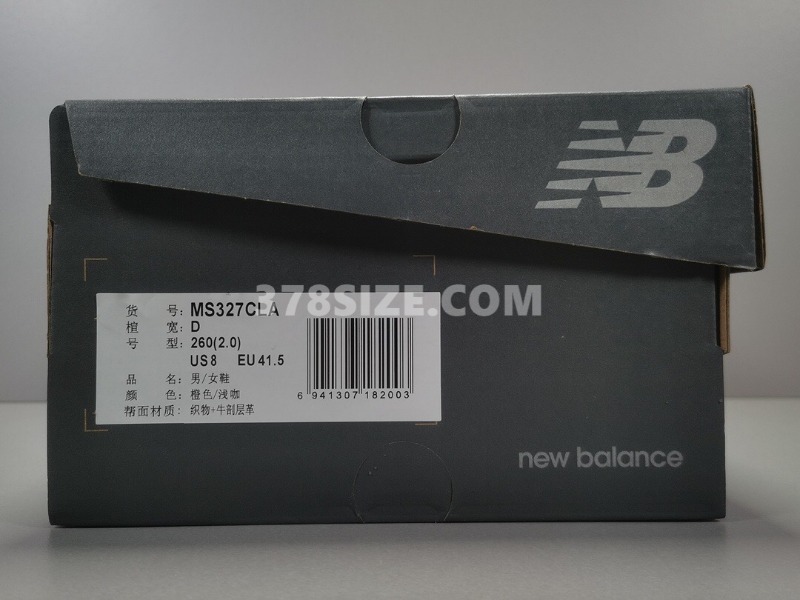 NB
378SIZE.COM
货 号: MS327CLA
楦 宽: D
号 型: 260(2.0)
US 8 EU 41.5
品 名: 男/女鞋
颜 色: 橙色/浅咖
帮面材质: 织物+牛剖层革
6 941307 182003
new balance